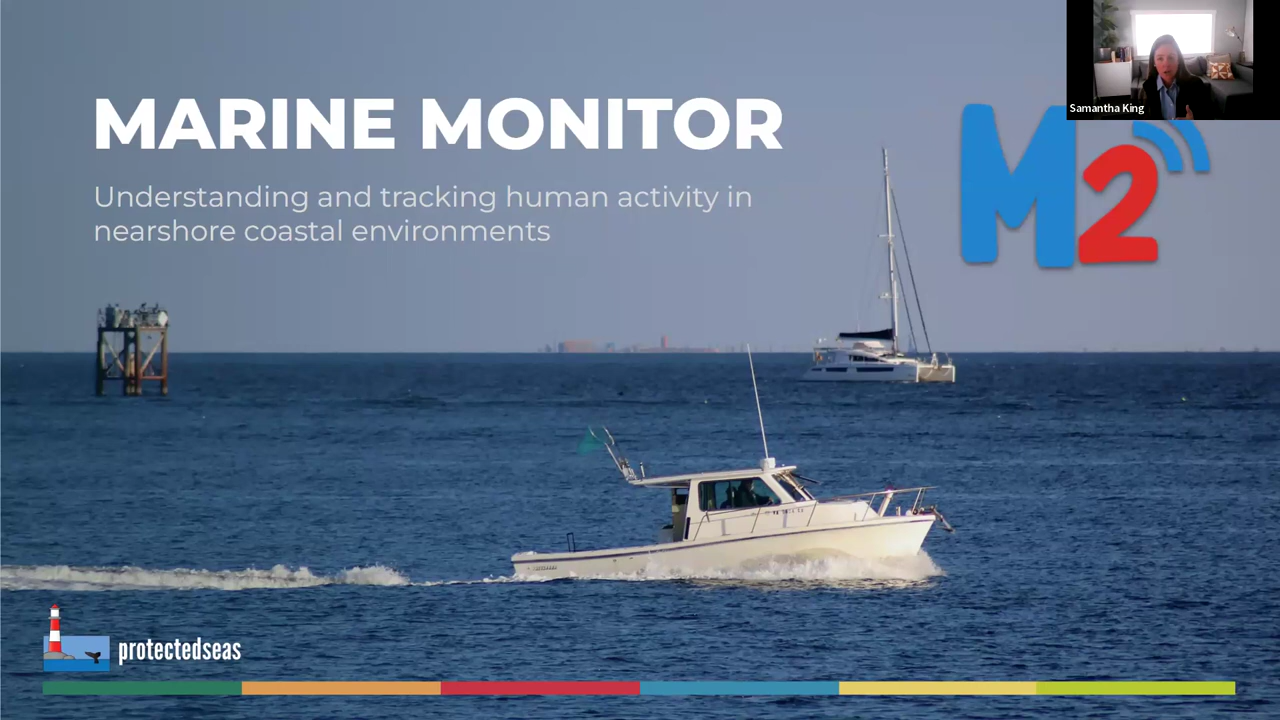 Samantha King
MARINE MONITOR
Understanding and tracking human activity in
nearshore coastal environments
M2
protectedseas